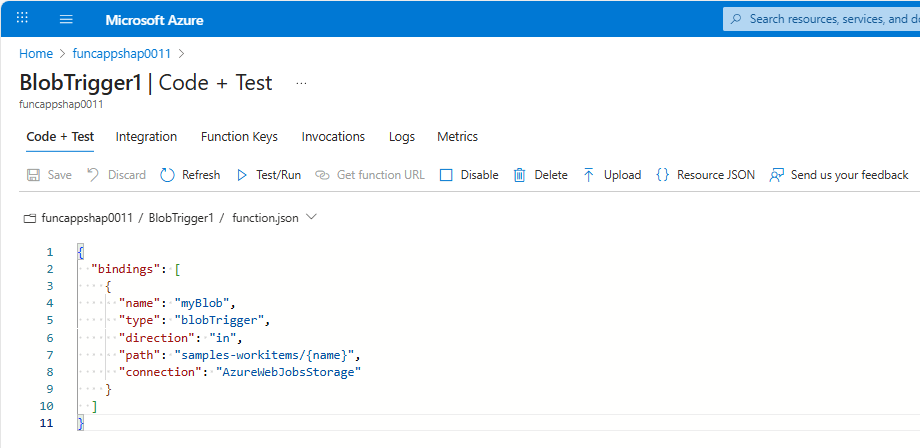 Microsoft Azure
Search resources, services, and do
Home > funcappshap0011 >
BlobTrigger1 | Code + Test ...
funcappshap0011
Code + Test Integration Function Keys Invocations Logs Metrics
Save Discard Refresh Test/Run Get function URL Disable Delete Upload Resource JSON Send us your feedback
funcappshap0011 / BlobTrigger1 / function.json
1 {
2 "bindings": [
3 {
4 "name": "myBlob",
5 "type": "blobTrigger",
6 "direction": "in",
7 "path": "samples-workitems/{name}",
8 "connection": "AzureWebJobsStorage"
9 }
10 ]
11 }